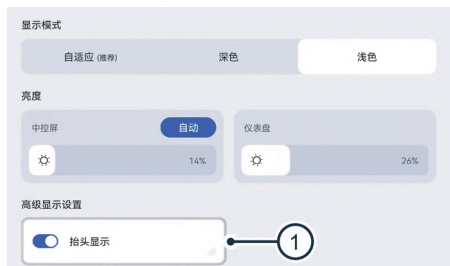 显示模式
自适应 (推荐) 深色 浅色
亮度
中控屏 自动 仪表盘
14% 26%
高级显示设置
抬头显示 1